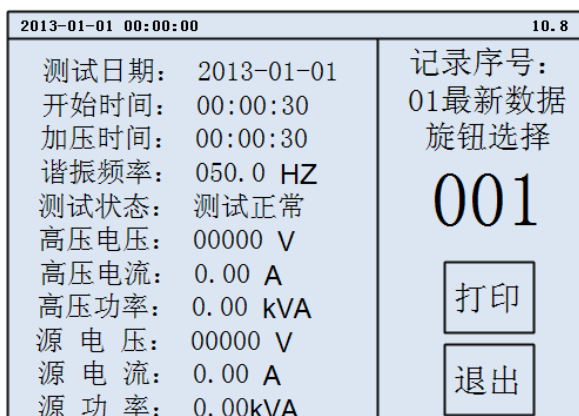 2013-01-01 00:00:00 10.8
测试日期： 2013-01-01
开始时间： 00:00:30
加压时间： 00:00:30
谐振频率： 050.0 HZ
测试状态： 测试正常
高压电压： 00000 V
高压电流： 0.00 A
高压功率： 0.00 kVA
源 电 压： 00000 V
源 电 流： 0.00 A
源 功 率： 0.00kVA
记录序号：
01最新数据
旋钮选择
001
打印
退出